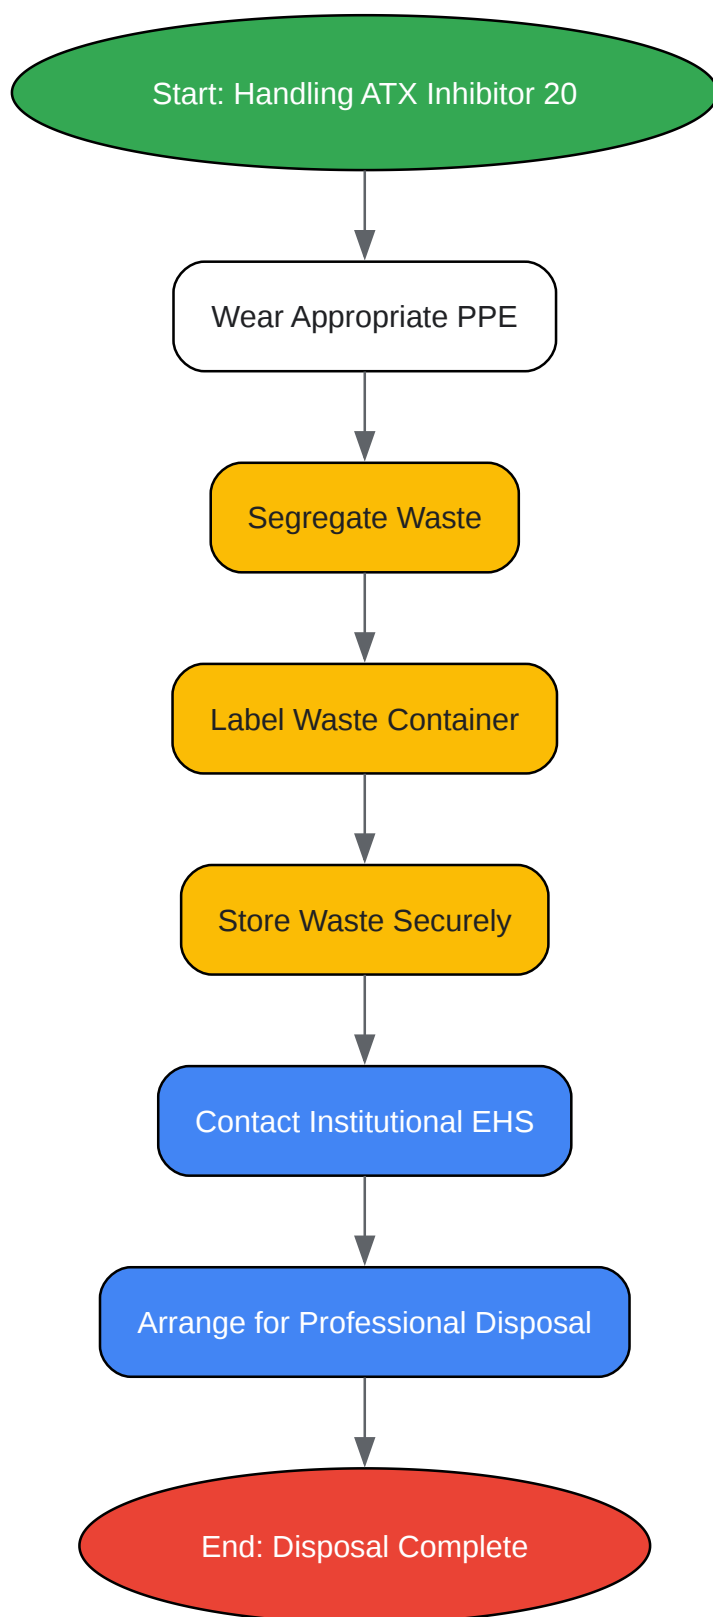 Start: Handling ATX Inhibitor 20
Wear Appropriate PPE
Segregate Waste
Label Waste Container
Store Waste Securely
Contact Institutional EHS
Arrange for Professional Disposal
End: Disposal Complete